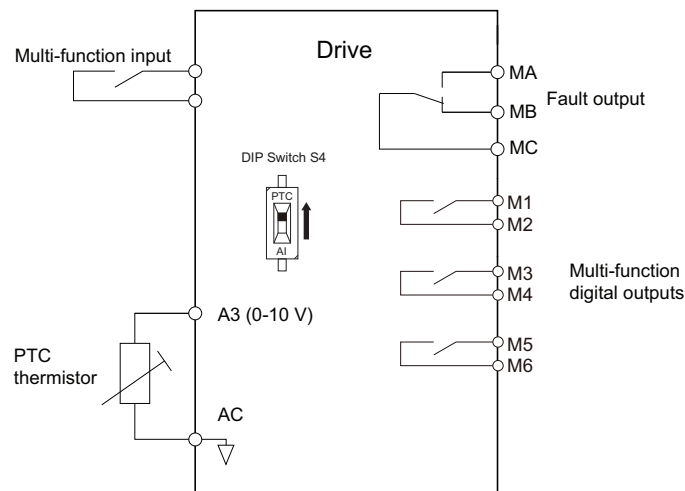 Multi-function input
Drive
MA
MB
Fault output
MC
DIP Switch S4
PTC
AI
M1
M2
M3
M4
Multi-function
digital outputs
M5
M6
A3 (0-10 V)
PTC
thermistor
AC